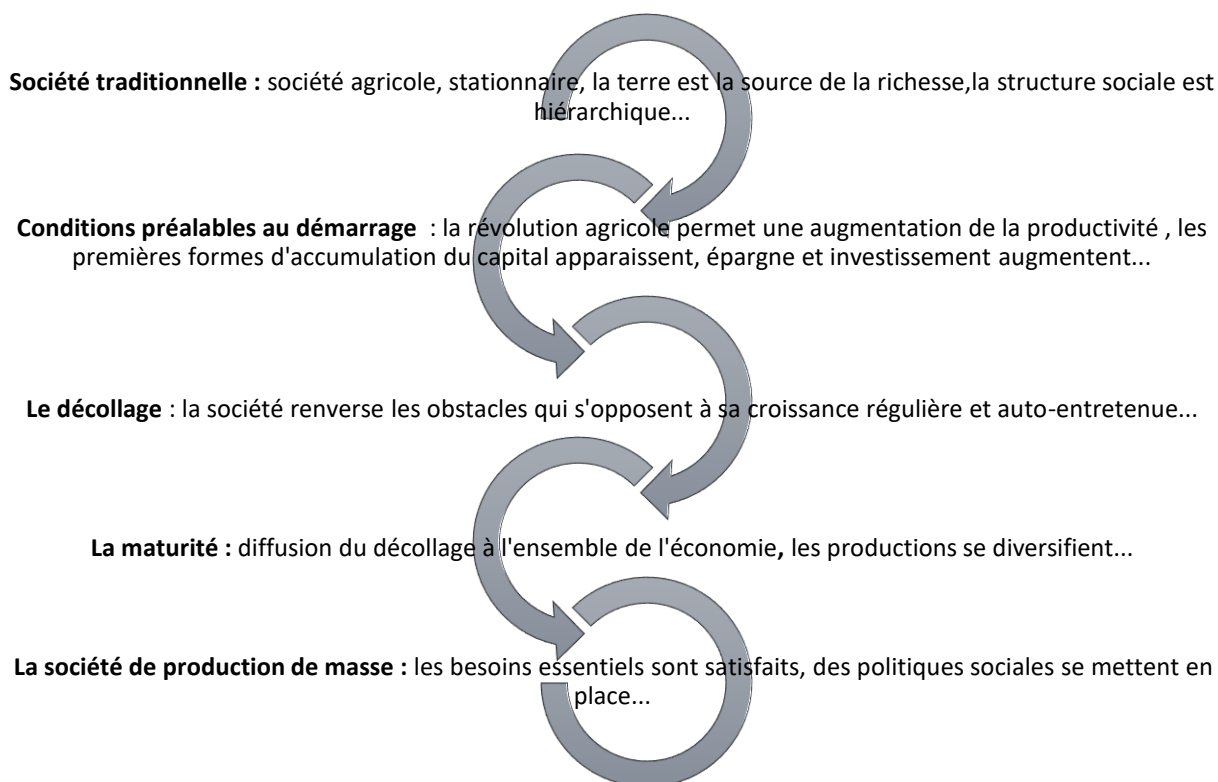 Société traditionnelle : société agricole, stationnaire, la terre est la source de la richesse,la structure sociale est
hiérarchique...
Conditions préalables au démarrage  : la révolution agricole permet une augmentation de la productivité , les
premières formes d'accumulation du capital apparaissent, épargne et investissement augmentent...
Le décollage : la société renverse les obstacles qui s'opposent à sa croissance régulière et auto-entretenue...
La maturité : diffusion du décollage à l'ensemble de l'économie, les productions se diversifient...
La société de production de masse : les besoins essentiels sont satisfaits, des politiques sociales se mettent en
place...